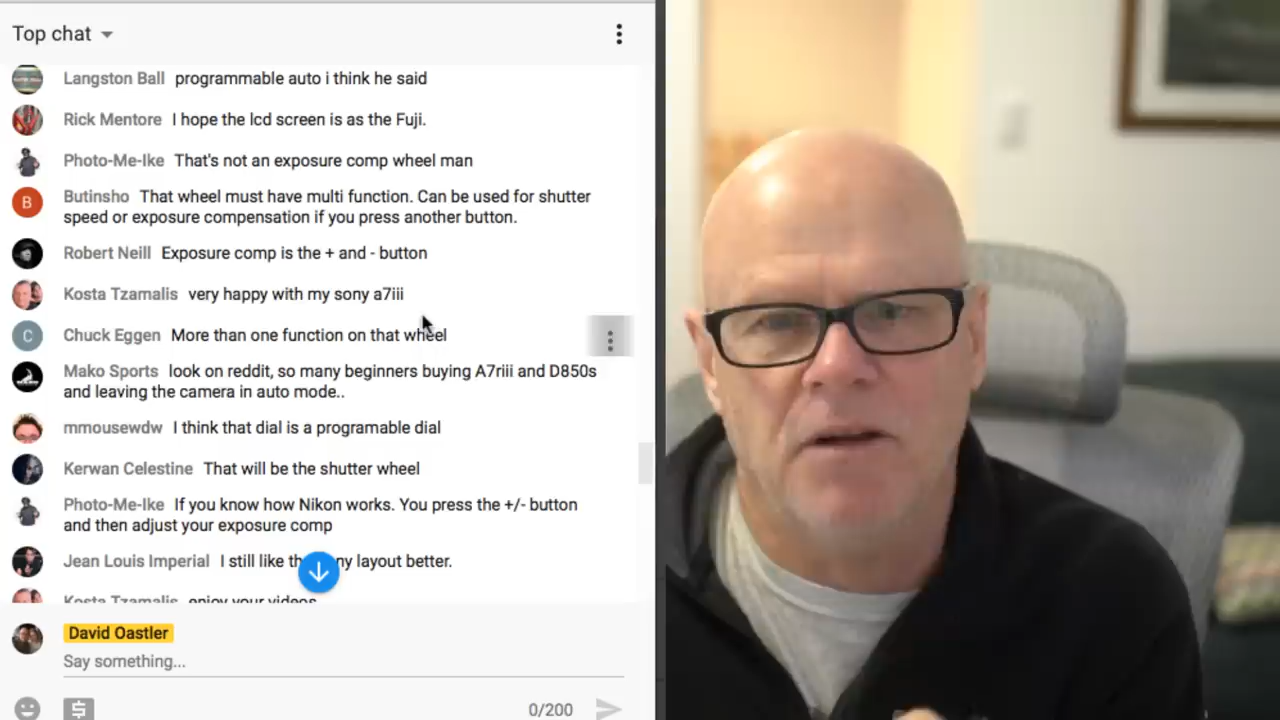 Top chat
Langston Ball programmable auto i think he said
Rick Mentore I hope the lcd screen is as the Fuji.
Photo-Me-Ike That's not an exposure comp wheel man
Butinsho That wheel must have multi function. Can be used for shutter
speed or exposure compensation if you press another button.
Robert Neill Exposure comp is the + and - button
Kosta Tzamalis very happy with my sony a7iii
Chuck Eggen More than one function on that wheel
Mako Sports look on reddit, so many beginners buying A7riii and D850s
and leaving the camera in auto mode..
mmousewdw I think that dial is a programable dial
Kerwan Celestine That will be the shutter wheel
Photo-Me-Ike If you know how Nikon works. You press the +/- button
and then adjust your exposure comp
Jean Louis Imperial I still like layout better.
Kosta Tzamalis enjoy your videos
David Oastler
Say something...
0/200